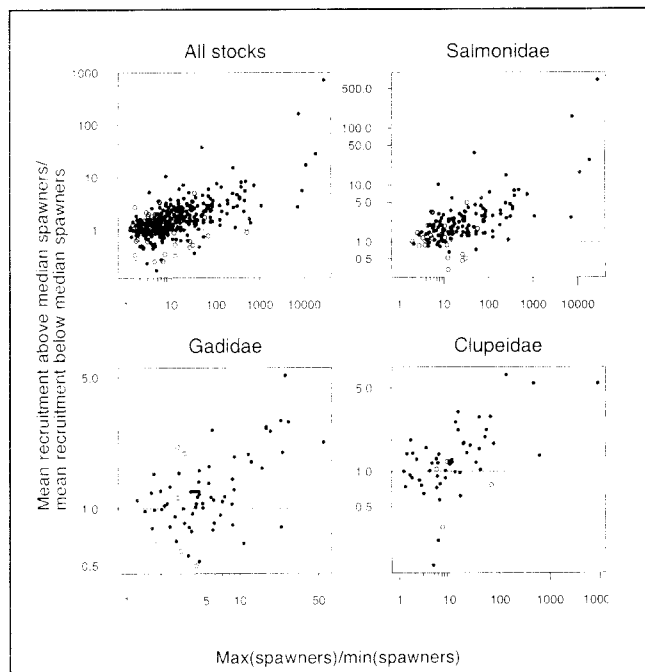 All stocks
Salmonidae
1000
100
10
1
1 10 100 1000 10000
500.0
100.0
50.0
10.0
5.0
1.0
0.5
1 10 100 1000 10000
Mean recruitment above median spawners/
mean recruitment below median spawners
Gadidae
Clupeidae
5.0
1.0
0.5
1 5 10 50
5.0
1.0
0.5
1 10 100 1000 10000
Max(spawners)/min(spawners)